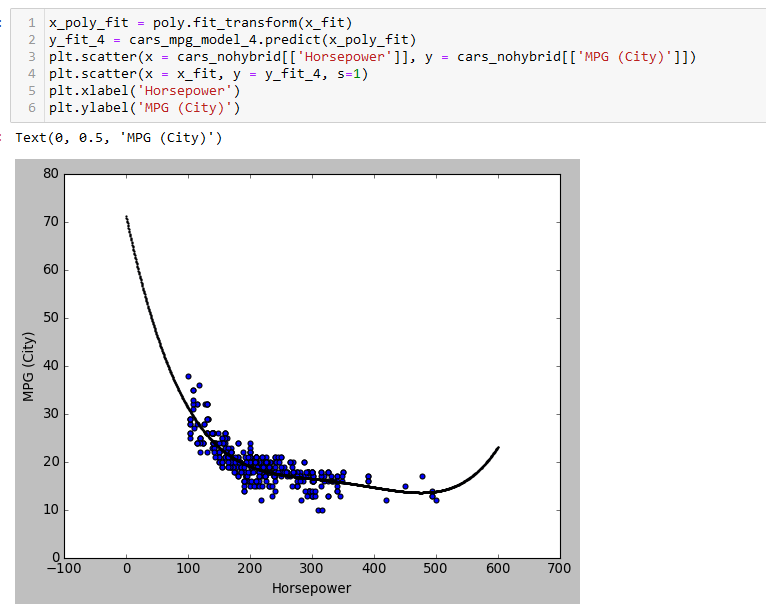 1 x_poly_fit = poly.fit_transform(x_fit)
2 y_fit_4 = cars_mpg_model_4.predict(x_poly_fit)
3 plt.scatter(x = cars_nohybrid[['Horsepower']], y = cars_nohybrid[['MPG (City)']])
4 plt.scatter(x = x_fit, y = y_fit_4, s=1)
5 plt.xlabel('Horsepower')
6 plt.ylabel('MPG (City)')
: Text(0, 0.5, 'MPG (City)')
80
70
60
50
40
30
20
10
0
MPG (City)
−100 0 100 200 300 400 500 600 700
Horsepower